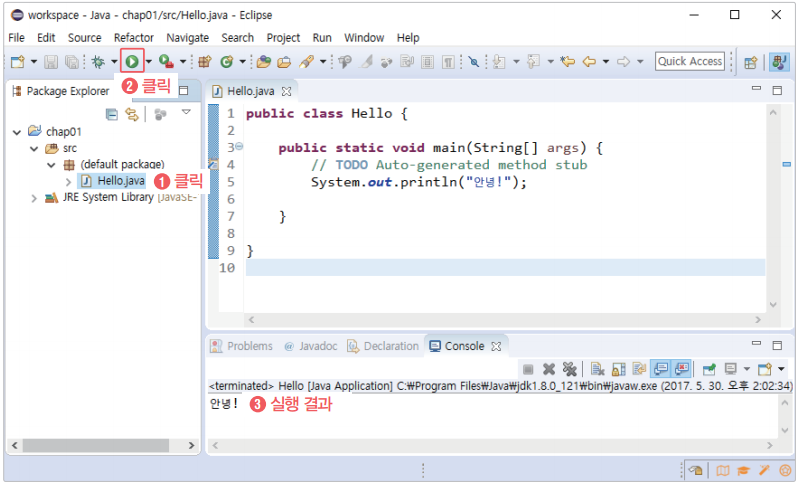 workspace - Java - chap01/src/Hello.java - Eclipse
File Edit Source Refactor Navigate Search Project Run Window Help
Quick Access
❷ 클릭
Package Explorer
chap01
src
(default package)
Hello.java ❶ 클릭
JRE System Library [JavaSE-
Hello.java
1 public class Hello {
2
3 public static void main(String[] args) {
4 // TODO Auto-generated method stub
5 System.out.println("안녕!");
6
7 }
8
9 }
10
Problems @ Javadoc Declaration Console
<terminated> Hello [Java Application] C:₩Program Files₩Java₩jdk1.8.0_121₩bin₩javaw.exe (2017. 5. 30. 오후 2:02:34)
안녕! ❸ 실행 결과